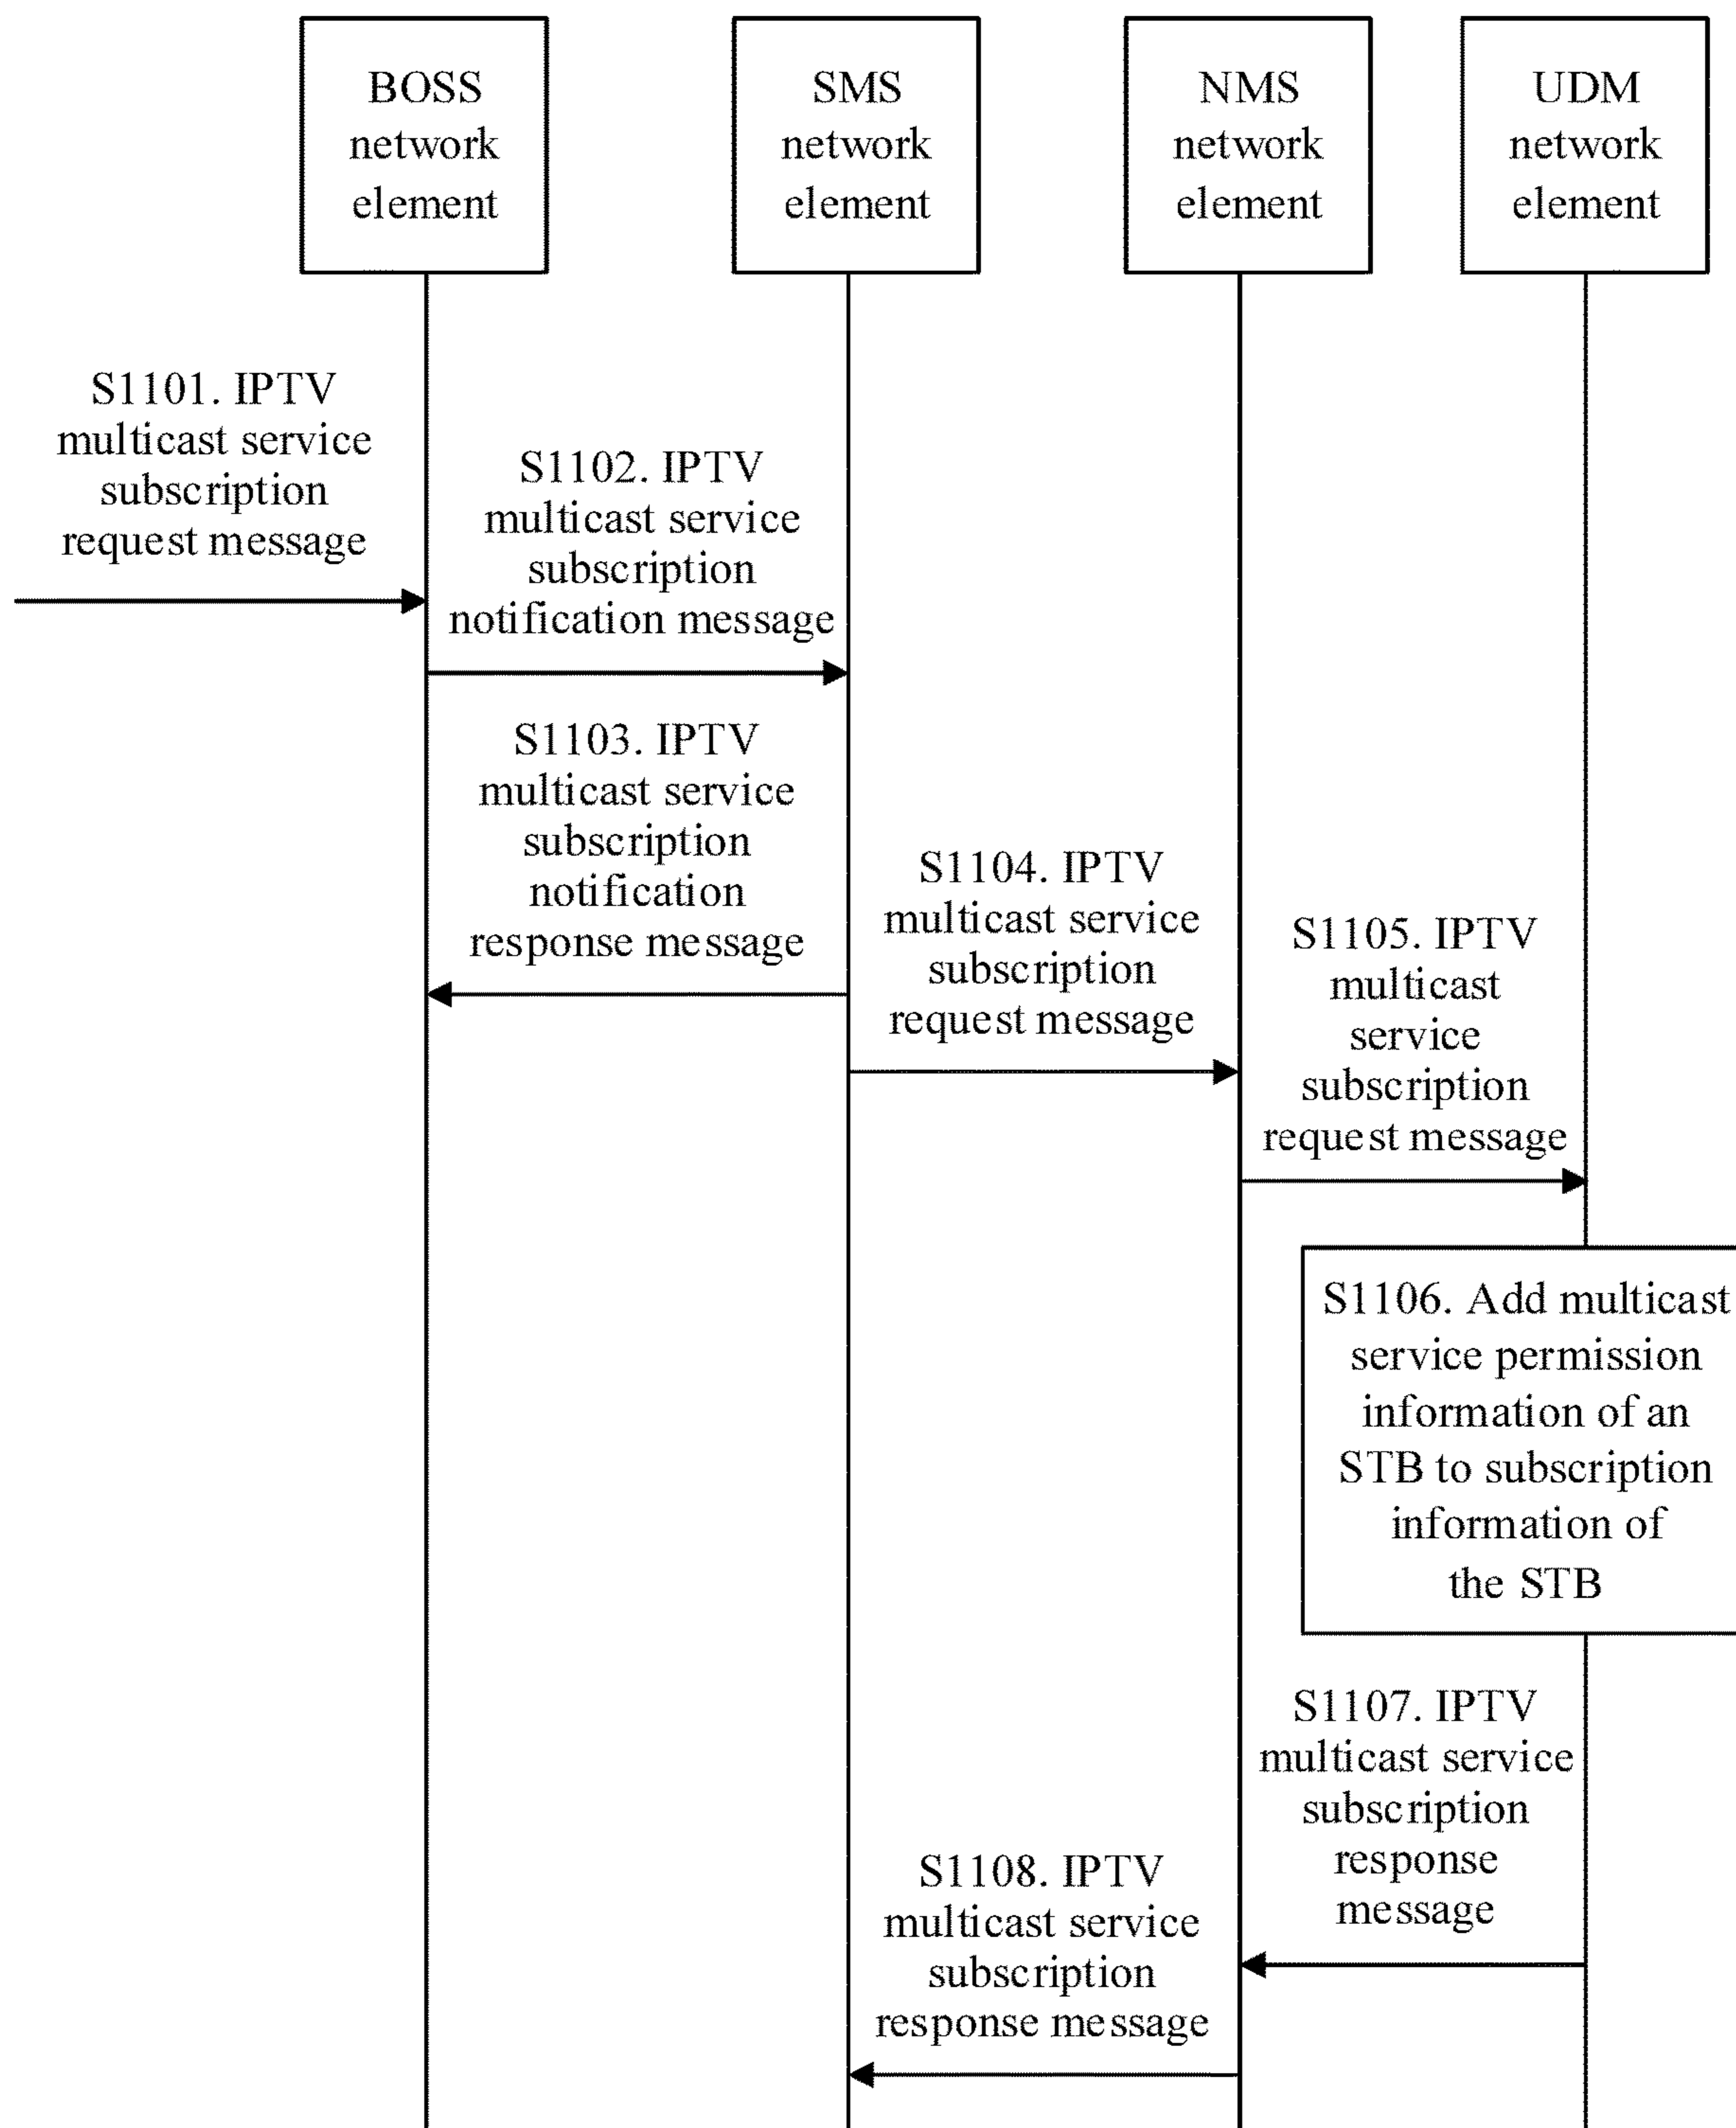 BOSS
network
element
SMS
network
element
NMS
network
element
UDM
network
element
S1101. IPTV
multicast service
subscription
request message
S1102. IPTV
multicast service
subscription
notification message
S1103. IPTV
multicast service
subscription
notification
response message
S1104. IPTV
multicast service
subscription
request message
S1105. IPTV
multicast
service
subscription
request message
S1106. Add multicast
service permission
information of an
STB to subscription
information of
the STB
S1107. IPTV
multicast service
subscription
response
message
S1108. IPTV
multicast service
subscription
response message